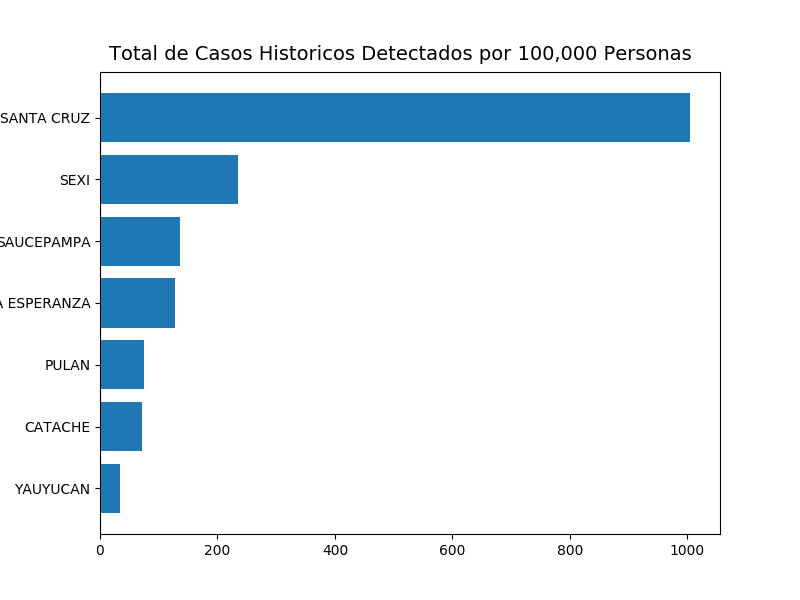 Total de Casos Historicos Detectados por 100,000 Personas
SANTA CRUZ
SEXI
SAUCEPAMPA
A ESPERANZA
PULAN
CATACHE
YAUYUCAN
0 200 400 600 800 1000